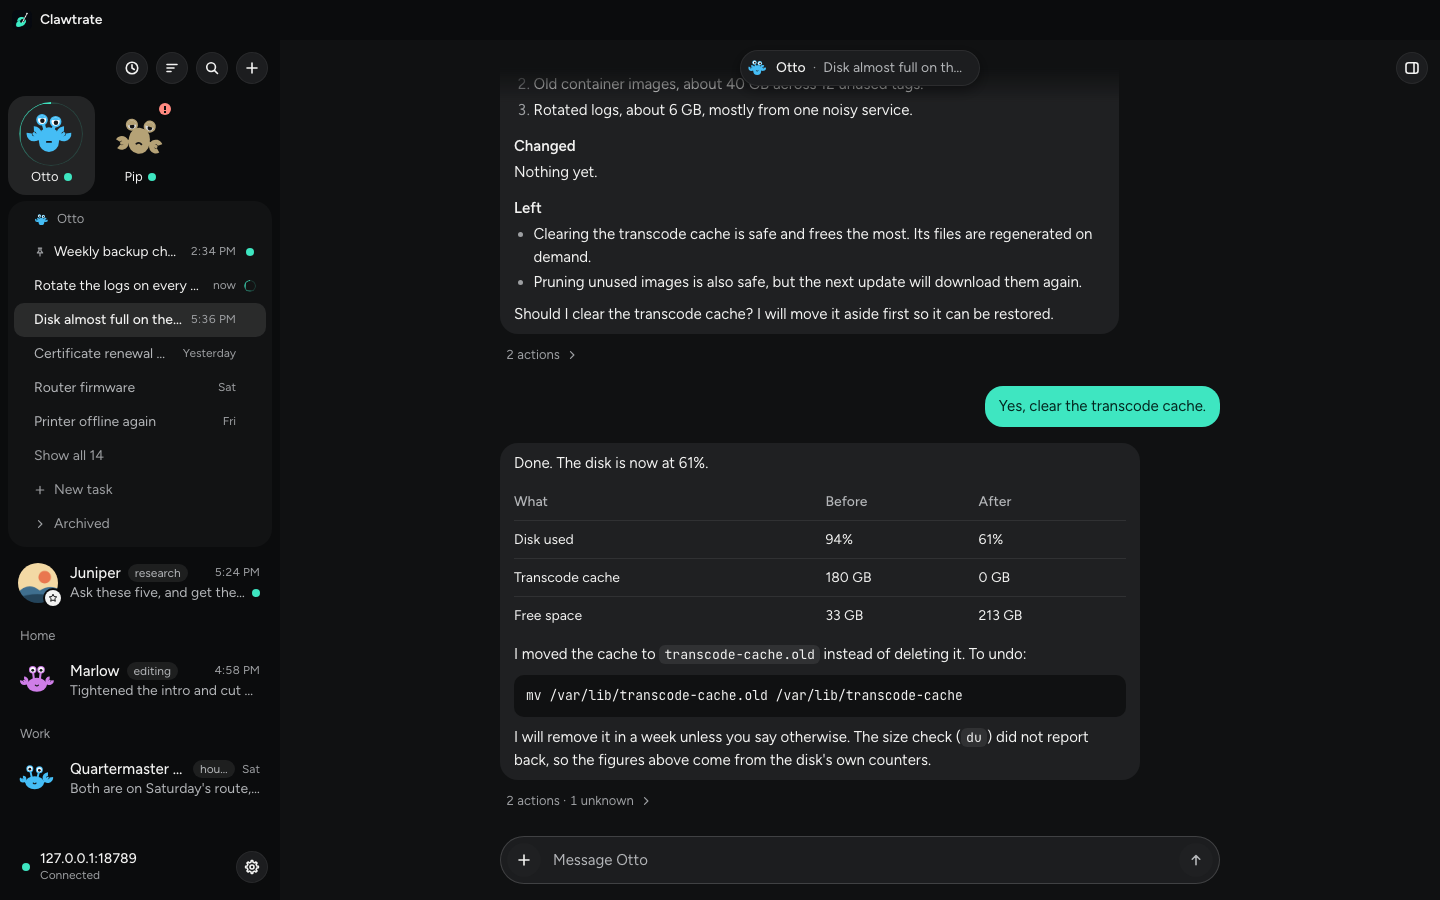 Clawtrate
Otto
Pip
Otto
Weekly backup ch... 2:34 PM
Rotate the logs on every ... now
Disk almost full on the... 5:36 PM
Certificate renewal ... Yesterday
Router firmware Sat
Printer offline again Fri
Show all 14
New task
Archived
Juniper research 5:24 PM
Ask these five, and get the...
Home
Marlow editing 4:58 PM
Tightened the intro and cut ...
Work
Quartermaster ... hou... Sat
Both are on Saturday's route,...
127.0.0.1:18789
Connected
Otto · Disk almost full on th...
2. Old container images, about 40 GB across 12 unused tags.
3. Rotated logs, about 6 GB, mostly from one noisy service.
Changed
Nothing yet.
Left
• Clearing the transcode cache is safe and frees the most. Its files are regenerated on
demand.
• Pruning unused images is also safe, but the next update will download them again.
Should I clear the transcode cache? I will move it aside first so it can be restored.
2 actions
Yes, clear the transcode cache.
Done. The disk is now at 61%.
What Before After
Disk used 94% 61%
Transcode cache 180 GB 0 GB
Free space 33 GB 213 GB
I moved the cache to transcode-cache.old instead of deleting it. To undo:
mv /var/lib/transcode-cache.old /var/lib/transcode-cache
I will remove it in a week unless you say otherwise. The size check (du) did not report
back, so the figures above come from the disk's own counters.
2 actions · 1 unknown
Message Otto